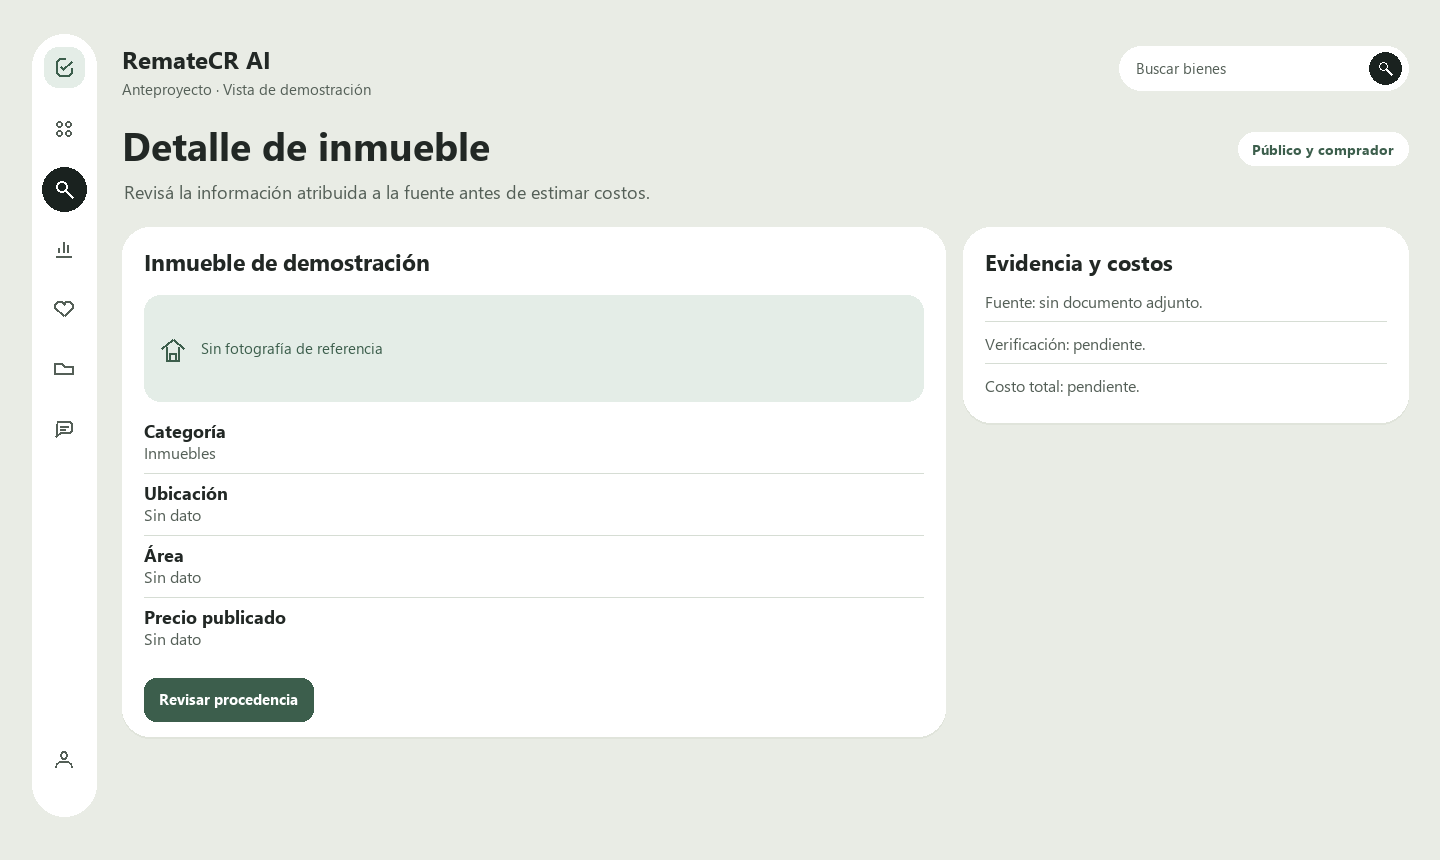 RemateCR AI
Anteproyecto · Vista de demostración
Buscar bienes
Detalle de inmueble
Público y comprador
Revisá la información atribuida a la fuente antes de estimar costos.
Inmueble de demostración
Sin fotografía de referencia
Categoría
Inmuebles
Ubicación
Sin dato
Área
Sin dato
Precio publicado
Sin dato
Revisar procedencia
Evidencia y costos
Fuente: sin documento adjunto.
Verificación: pendiente.
Costo total: pendiente.